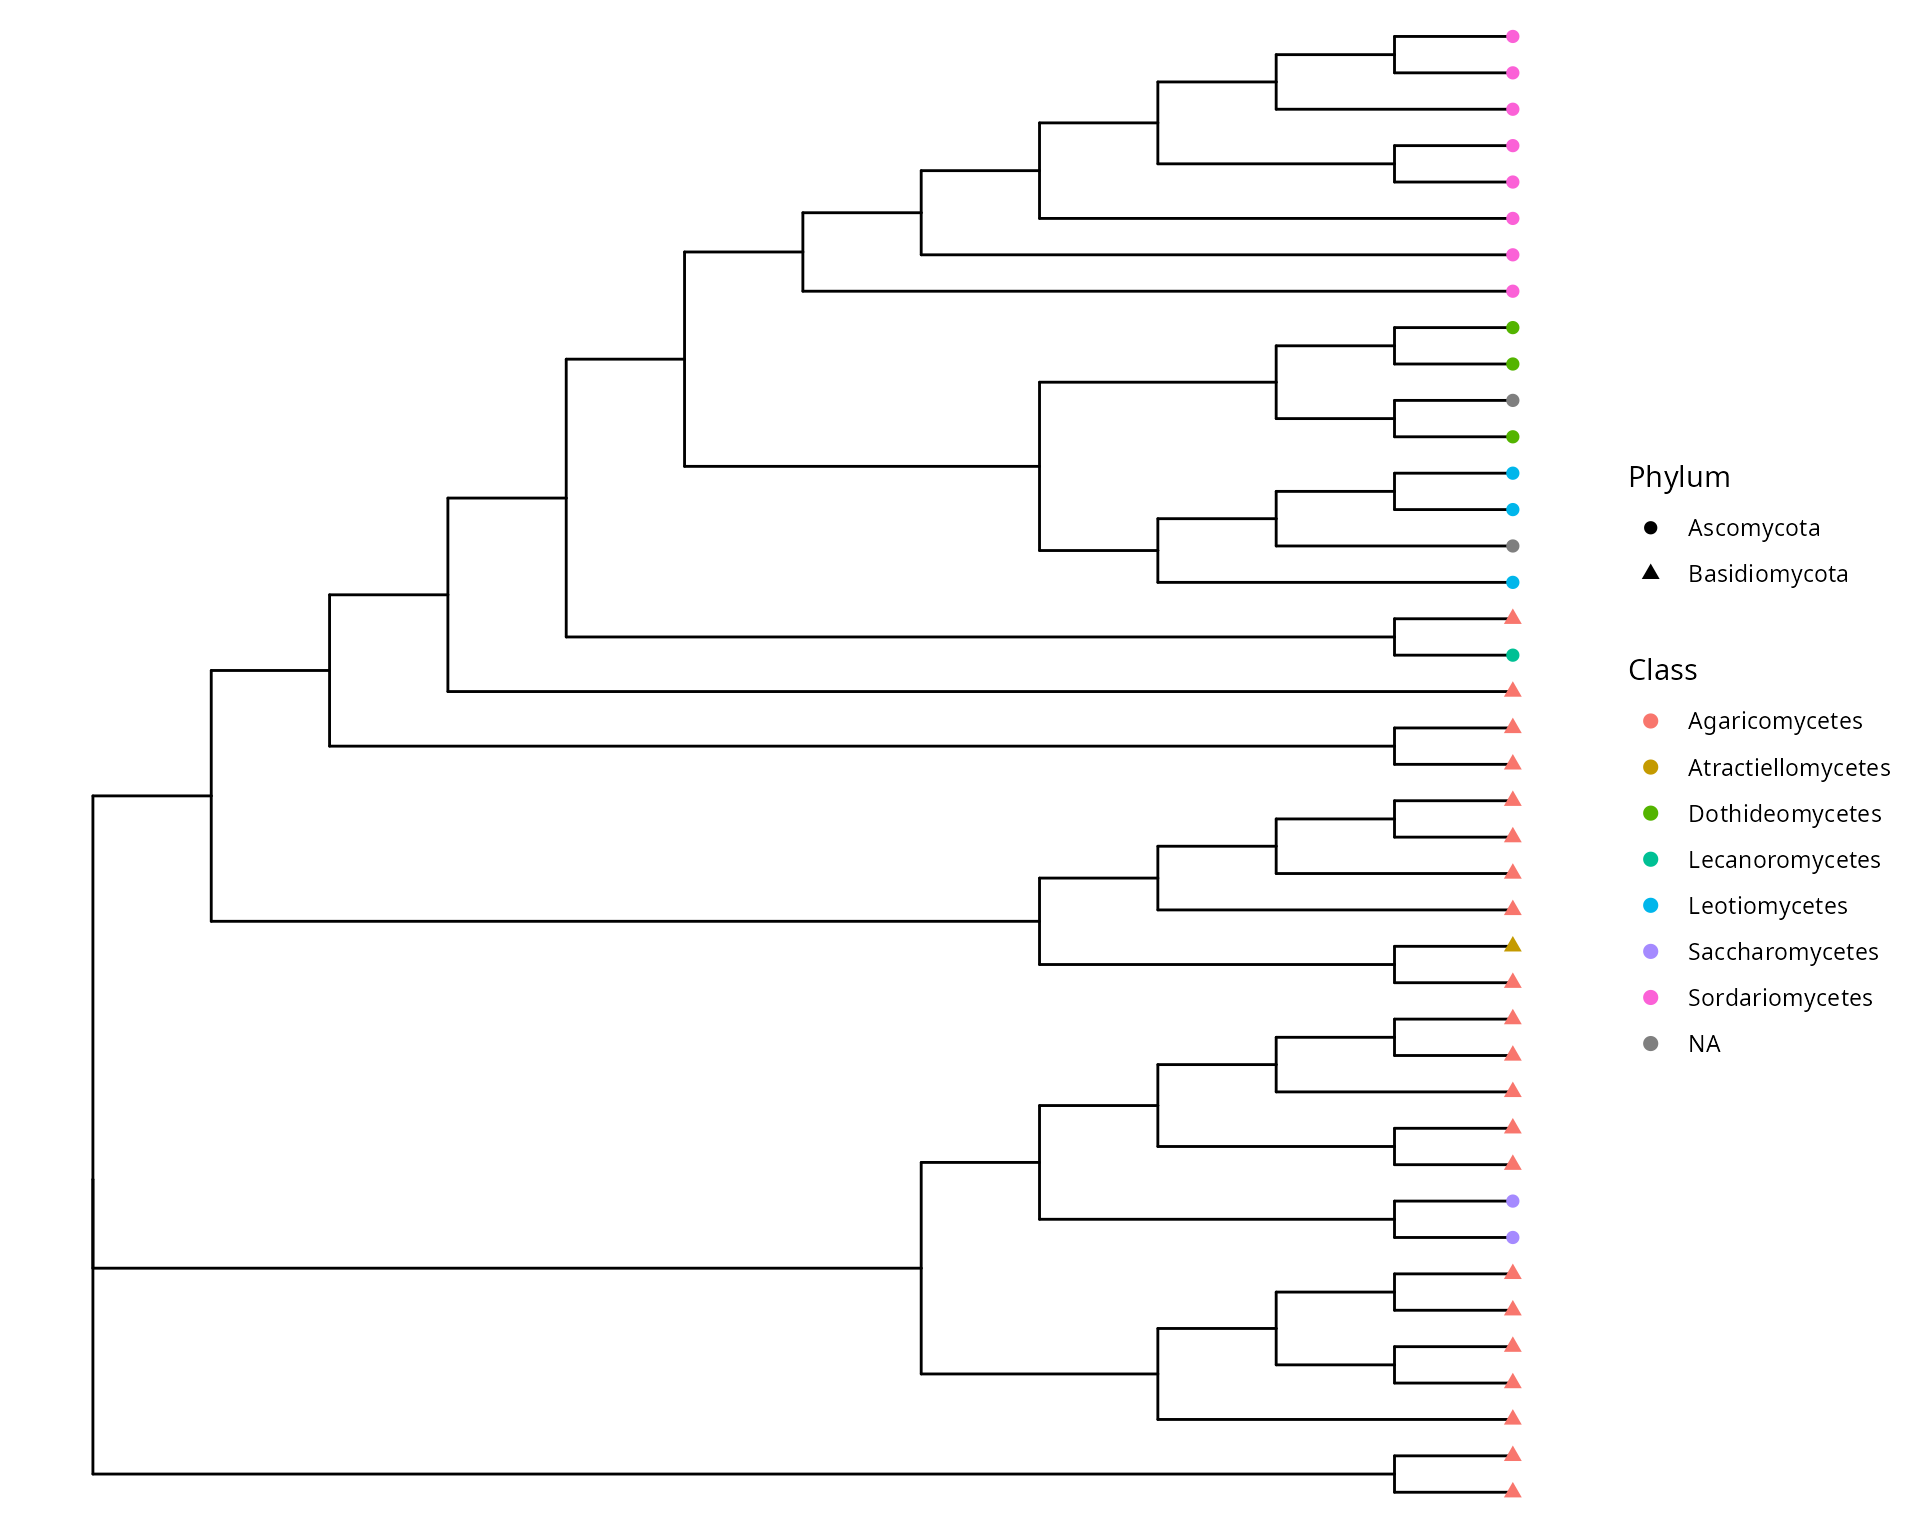 Phylum
Ascomycota
Basidiomycota
Class
Agaricomycetes
Atractiellomycetes
Dothideomycetes
Lecanoromycetes
Leotiomycetes
Saccharomycetes
Sordariomycetes
NA